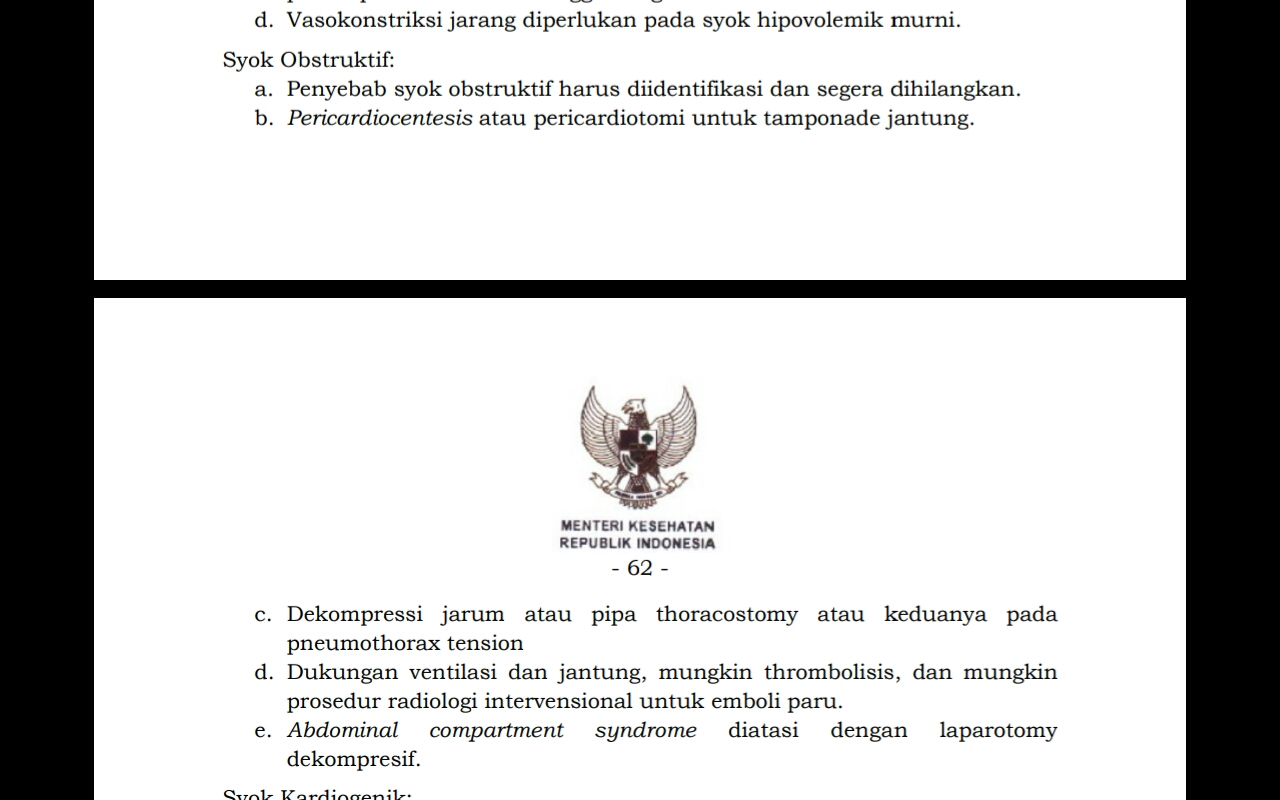 d. Vasokonstriksi jarang diperlukan pada syok hipovolemik murni.
Syok Obstruktif:
a. Penyebab syok obstruktif harus diidentifikasi dan segera dihilangkan.
b. Pericardiocentesis atau pericardiotomi untuk tamponade jantung.
MENTERI KESEHATAN
REPUBLIK INDONESIA
- 62 -
c. Dekompressi jarum atau pipa thoracostomy atau keduanya pada
pneumothorax tension
d. Dukungan ventilasi dan jantung, mungkin thrombolisis, dan mungkin
prosedur radiologi intervensional untuk emboli paru.
e. Abdominal compartment syndrome diatasi dengan laparotomy
dekompresif.
Syok Kardiogenik: